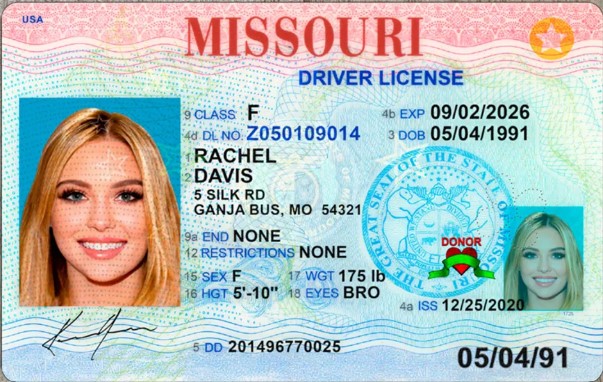 USA
MISSOURI
DRIVER LICENSE
9 CLASS F
4b EXP 09/02/2026
4d DL NO. Z050109014
3 DOB 05/04/1991
1 RACHEL
2 DAVIS
5 SILK RD
GANJA BUS, MO 54321
9a END NONE
12 RESTRICTIONS NONE
15 SEX F 17 WGT 175 lb
16 HGT 5'-10" 18 EYES BRO
THE GREAT SEAL OF THE STATE OF MISSOURI
DONOR
4a ISS 12/25/2020
5 DD 201496770025
05/04/91